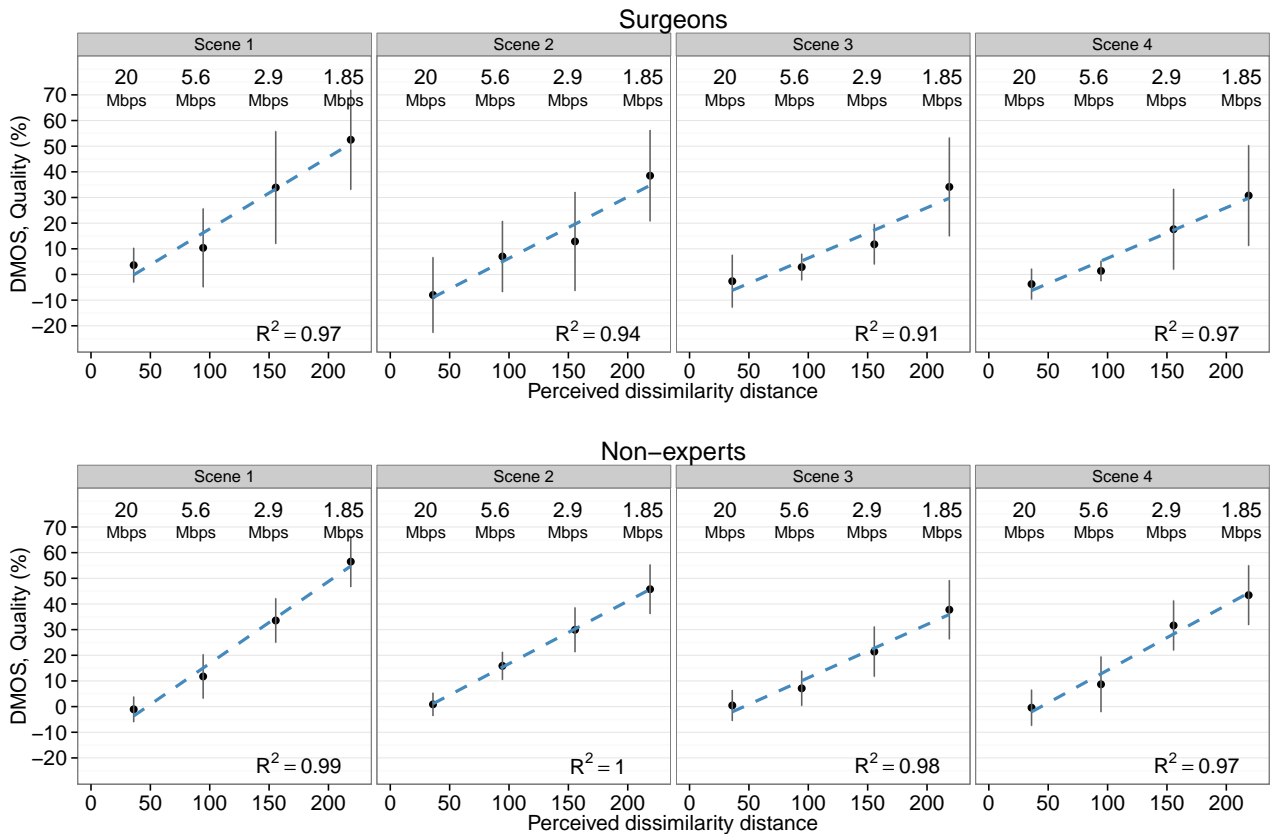 Surgeons
Scene 1 Scene 2 Scene 3 Scene 4
20 5.6 2.9 1.85 20 5.6 2.9 1.85 20 5.6 2.9 1.85 20 5.6 2.9 1.85
Mbps Mbps Mbps Mbps Mbps Mbps Mbps Mbps Mbps Mbps Mbps Mbps Mbps Mbps Mbps Mbps
DMOS, Quality (%)
70
60
50
40
30
20
10
0
−10
−20
R² = 0.97 R² = 0.94 R² = 0.91 R² = 0.97
0 50 100 150 200 0 50 100 150 200 0 50 100 150 200 0 50 100 150 200
Perceived dissimilarity distance
Non−experts
Scene 1 Scene 2 Scene 3 Scene 4
20 5.6 2.9 1.85 20 5.6 2.9 1.85 20 5.6 2.9 1.85 20 5.6 2.9 1.85
Mbps Mbps Mbps Mbps Mbps Mbps Mbps Mbps Mbps Mbps Mbps Mbps Mbps Mbps Mbps Mbps
DMOS, Quality (%)
70
60
50
40
30
20
10
0
−10
−20
R² = 0.99 R² = 1 R² = 0.98 R² = 0.97
0 50 100 150 200 0 50 100 150 200 0 50 100 150 200 0 50 100 150 200
Perceived dissimilarity distance